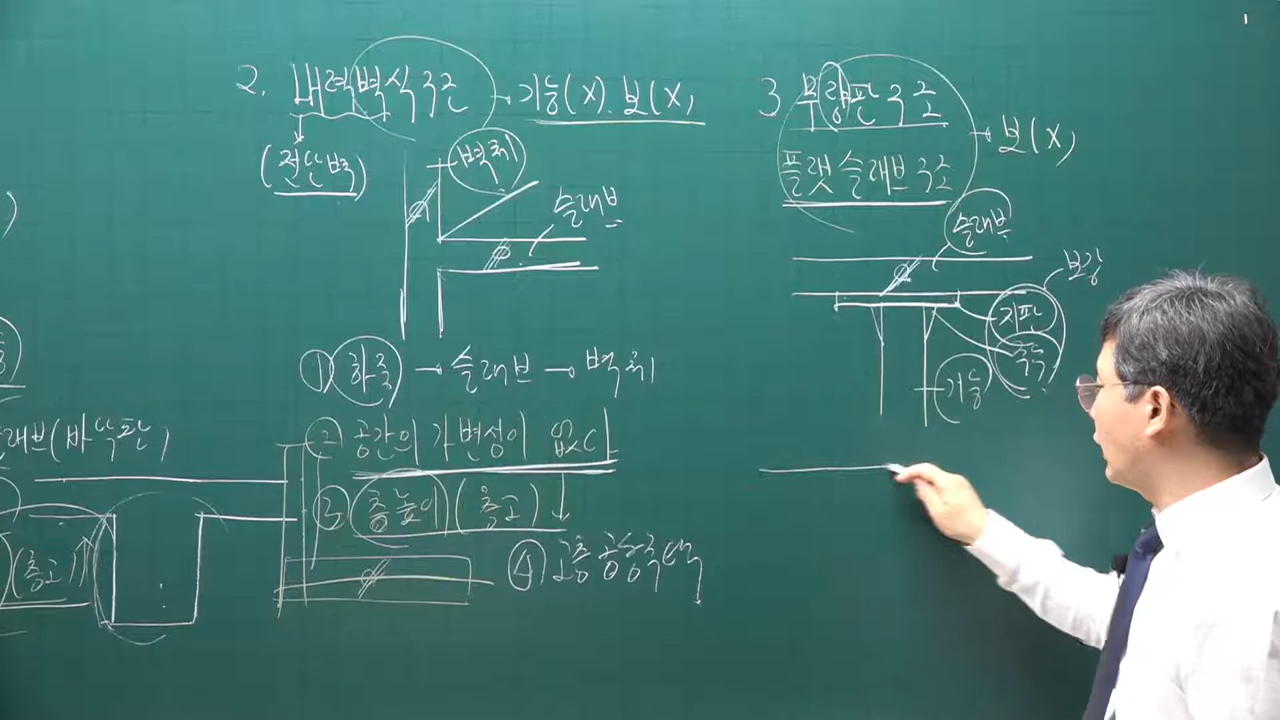 2. 내력벽식구조 → 기둥(X). 보(X)
(전단벽)
벽체
슬래브
① 하중 → 슬래브 → 벽체
② 공간의 가변성이 없다
③ 층높이(층고) ↓
④ 고층 공동주택
3 무량판구조
플랫슬래브구조
→ 보(X)
슬래브
보강
지판
주두
기둥
)
래브(바닥판)
(층고)